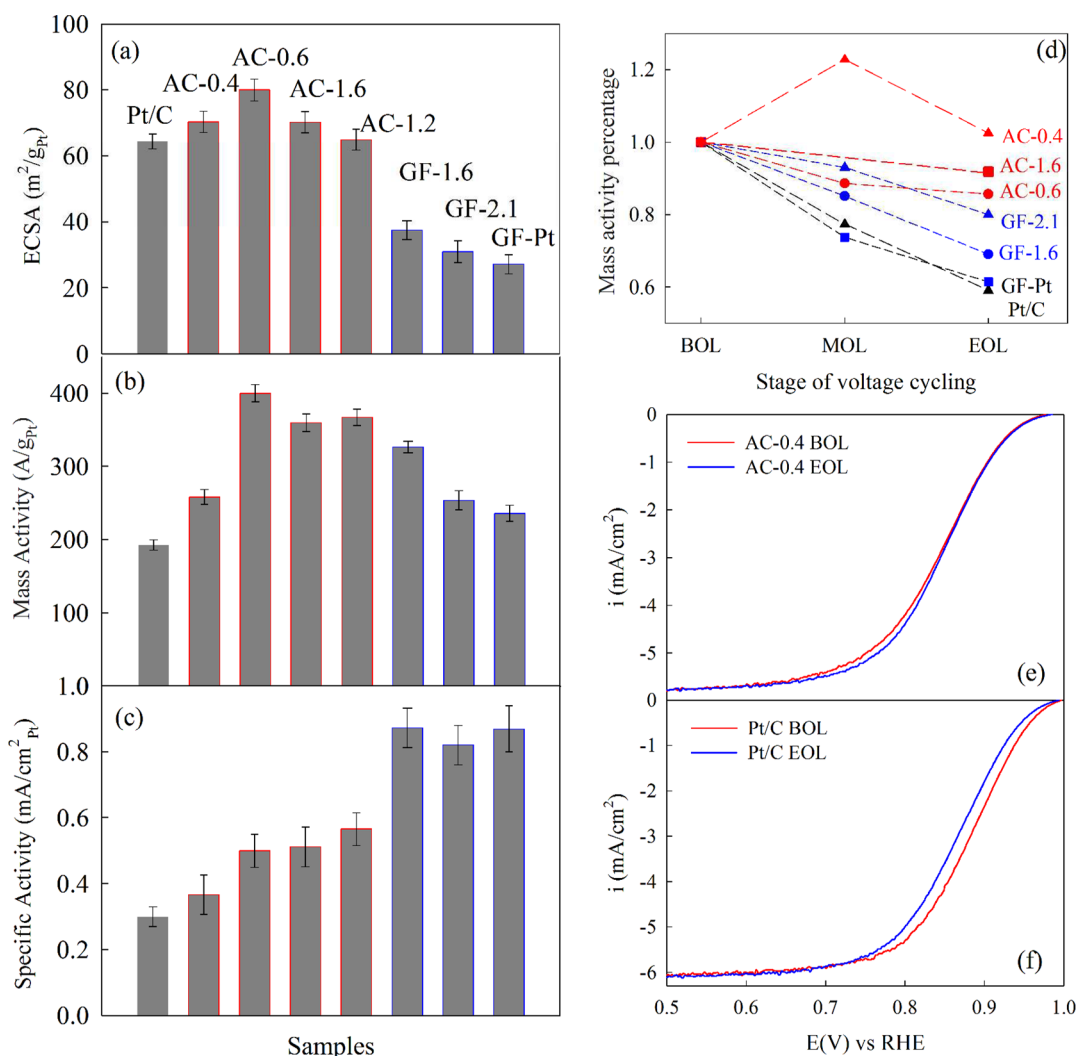 (a)
ECSA (m²/g_Pt)
100
80
60
40
20
0
Pt/C
AC-0.4
AC-0.6
AC-1.6
AC-1.2
GF-1.6
GF-2.1
GF-Pt
(b)
Mass Activity (A/g_Pt)
400
300
200
100
(c)
Specific Activity (mA/cm²_Pt)
1.0
0.8
0.6
0.4
0.2
0.0
Samples
(d)
Mass activity percentage
1.2
1.0
0.8
0.6
AC-0.4
AC-1.6
AC-0.6
GF-2.1
GF-1.6
GF-Pt
Pt/C
BOL MOL EOL
Stage of voltage cycling
AC-0.4 BOL
AC-0.4 EOL
i (mA/cm²)
0
-1
-2
-3
-4
-5
(e)
Pt/C BOL
Pt/C EOL
i (mA/cm²)
0
-1
-2
-3
-4
-5
-6
(f)
0.5 0.6 0.7 0.8 0.9 1.0
E(V) vs RHE